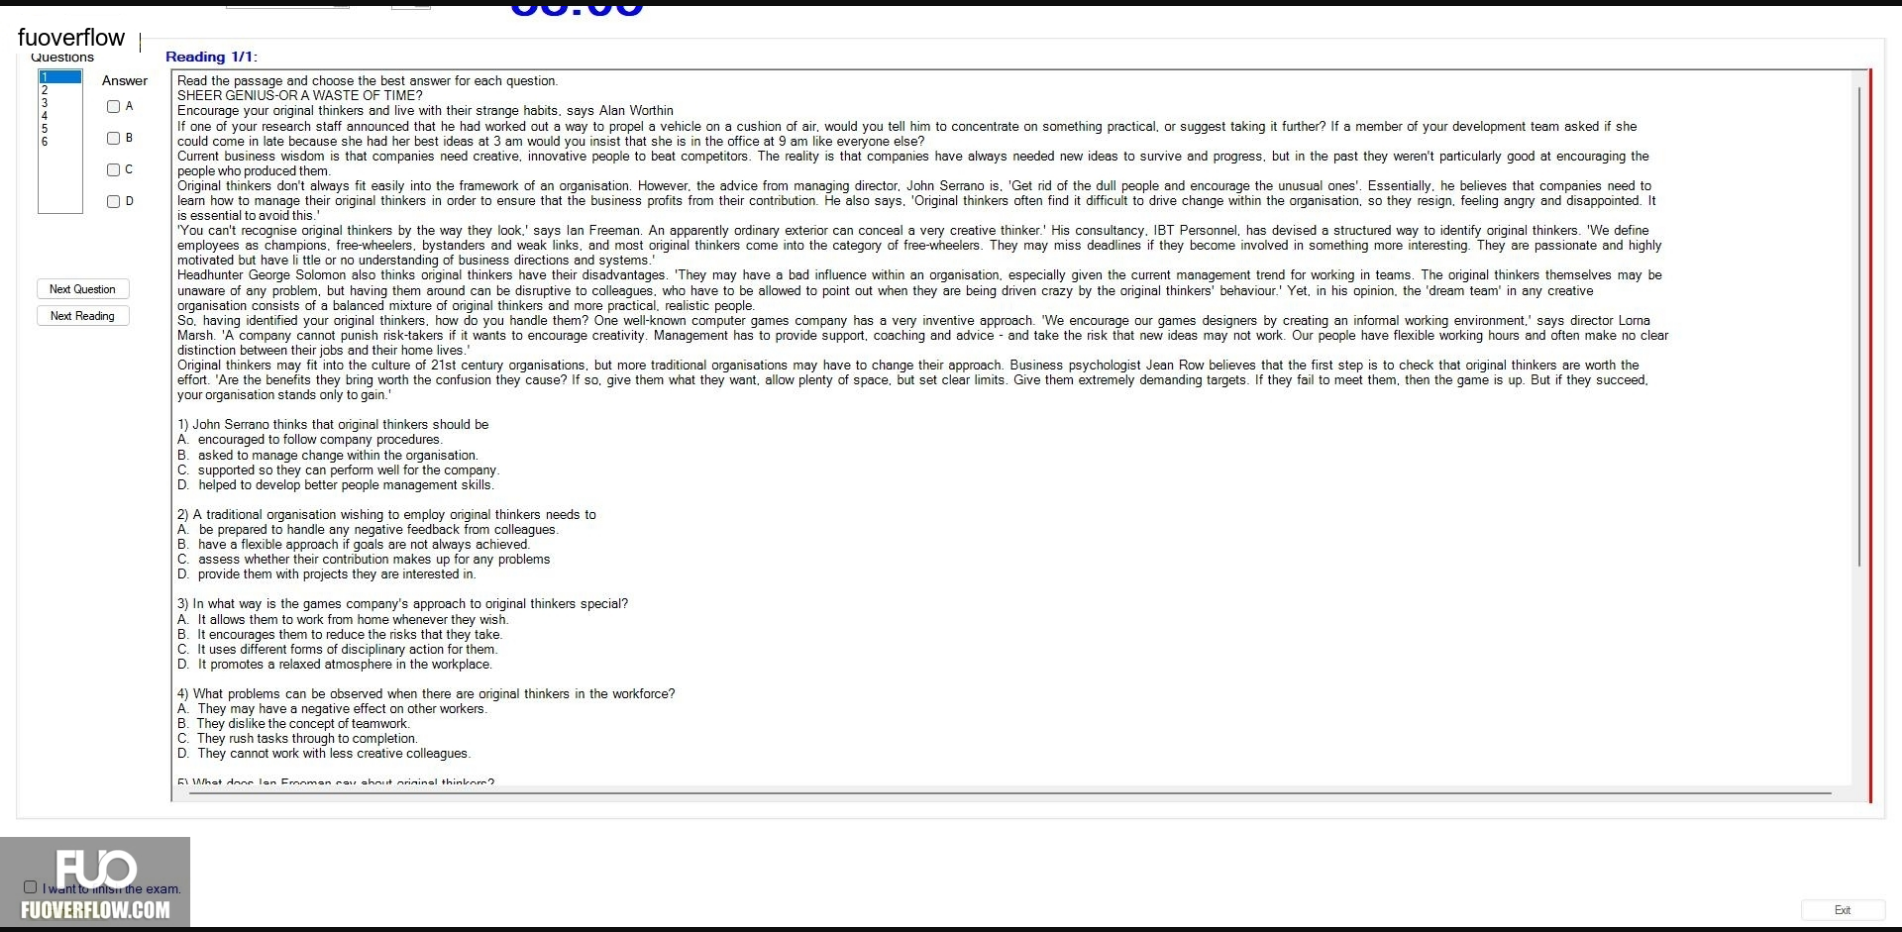 fuoverflow
Questions
Reading 1/1:
1
2
3
4
5
6
Answer
A
B
C
D
Next Question
Next Reading
Read the passage and choose the best answer for each question.
SHEER GENIUS-OR A WASTE OF TIME?
Encourage your original thinkers and live with their strange habits, says Alan Worthin
If one of your research staff announced that he had worked out a way to propel a vehicle on a cushion of air, would you tell him to concentrate on something practical, or suggest taking it further? If a member of your development team asked if she
could come in late because she had her best ideas at 3 am would you insist that she is in the office at 9 am like everyone else?
Current business wisdom is that companies need creative, innovative people to beat competitors. The reality is that companies have always needed new ideas to survive and progress, but in the past they weren't particularly good at encouraging the
people who produced them.
Original thinkers don't always fit easily into the framework of an organisation. However, the advice from managing director, John Serrano is, 'Get rid of the dull people and encourage the unusual ones'. Essentially, he believes that companies need to
learn how to manage their original thinkers in order to ensure that the business profits from their contribution. He also says, 'Original thinkers often find it difficult to drive change within the organisation, so they resign, feeling angry and disappointed. It
is essential to avoid this.'
'You can't recognise original thinkers by the way they look,' says Ian Freeman. An apparently ordinary exterior can conceal a very creative thinker.' His consultancy, IBT Personnel, has devised a structured way to identify original thinkers. 'We define
employees as champions, free-wheelers, bystanders and weak links, and most original thinkers come into the category of free-wheelers. They may miss deadlines if they become involved in something more interesting. They are passionate and highly
motivated but have li ttle or no understanding of business directions and systems.'
Headhunter George Solomon also thinks original thinkers have their disadvantages. 'They may have a bad influence within an organisation, especially given the current management trend for working in teams. The original thinkers themselves may be
unaware of any problem, but having them around can be disruptive to colleagues, who have to be allowed to point out when they are being driven crazy by the original thinkers' behaviour.' Yet, in his opinion, the 'dream team' in any creative
organisation consists of a balanced mixture of original thinkers and more practical, realistic people.
So, having identified your original thinkers, how do you handle them? One well-known computer games company has a very inventive approach. 'We encourage our games designers by creating an informal working environment,' says director Lorna
Marsh. 'A company cannot punish risk-takers if it wants to encourage creativity. Management has to provide support, coaching and advice - and take the risk that new ideas may not work. Our people have flexible working hours and often make no clear
distinction between their jobs and their home lives.'
Original thinkers may fit into the culture of 21st century organisations, but more traditional organisations may have to change their approach. Business psychologist Jean Row believes that the first step is to check that original thinkers are worth the
effort. 'Are the benefits they bring worth the confusion they cause? If so, give them what they want, allow plenty of space, but set clear limits. Give them extremely demanding targets. If they fail to meet them, then the game is up. But if they succeed,
your organisation stands only to gain.'
1) John Serrano thinks that original thinkers should be
A. encouraged to follow company procedures.
B. asked to manage change within the organisation.
C. supported so they can perform well for the company.
D. helped to develop better people management skills.
2) A traditional organisation wishing to employ original thinkers needs to
A. be prepared to handle any negative feedback from colleagues.
B. have a flexible approach if goals are not always achieved.
C. assess whether their contribution makes up for any problems
D. provide them with projects they are interested in.
3) In what way is the games company's approach to original thinkers special?
A. It allows them to work from home whenever they wish.
B. It encourages them to reduce the risks that they take.
C. It uses different forms of disciplinary action for them.
D. It promotes a relaxed atmosphere in the workplace.
4) What problems can be observed when there are original thinkers in the workforce?
A. They may have a negative effect on other workers.
B. They dislike the concept of teamwork.
C. They rush tasks through to completion.
D. They cannot work with less creative colleagues.
5) What does Ian Freeman say about original thinkers?
FUO
I want to finish the exam.
FUOVERFLOW.COM
Exit